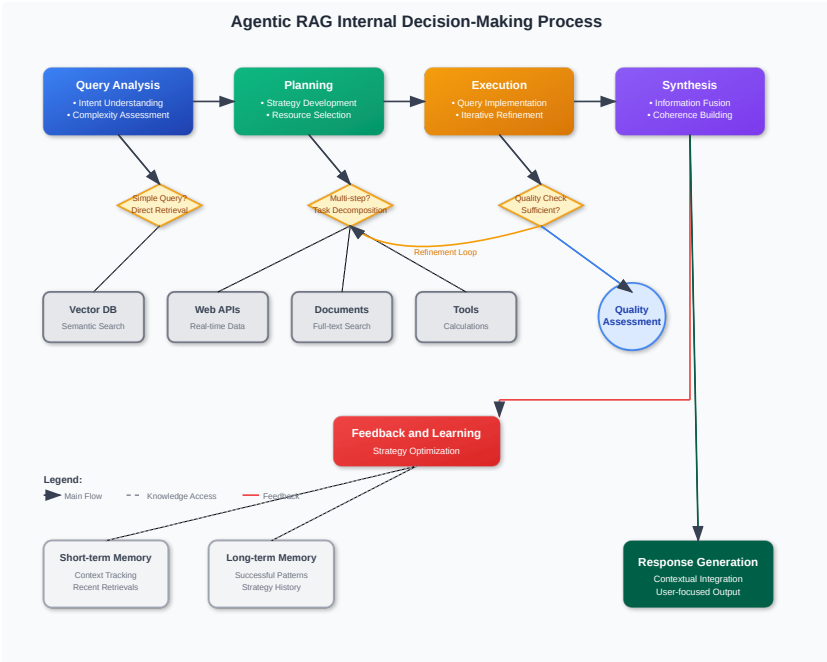 Agentic RAG Internal Decision-Making Process
Query Analysis
• Intent Understanding
• Complexity Assessment
Planning
• Strategy Development
• Resource Selection
Execution
• Query Implementation
• Iterative Refinement
Synthesis
• Information Fusion
• Coherence Building
Simple Query?
Direct Retrieval
Multi-step?
Task Decomposition
Quality Check
Sufficient?
Refinement Loop
Vector DB
Semantic Search
Web APIs
Real-time Data
Documents
Full-text Search
Tools
Calculations
Quality
Assessment
Feedback and Learning
Strategy Optimization
Legend:
Main Flow
Knowledge Access
Feedback
Short-term Memory
Context Tracking
Recent Retrievals
Long-term Memory
Successful Patterns
Strategy History
Response Generation
Contextual Integration
User-focused Output